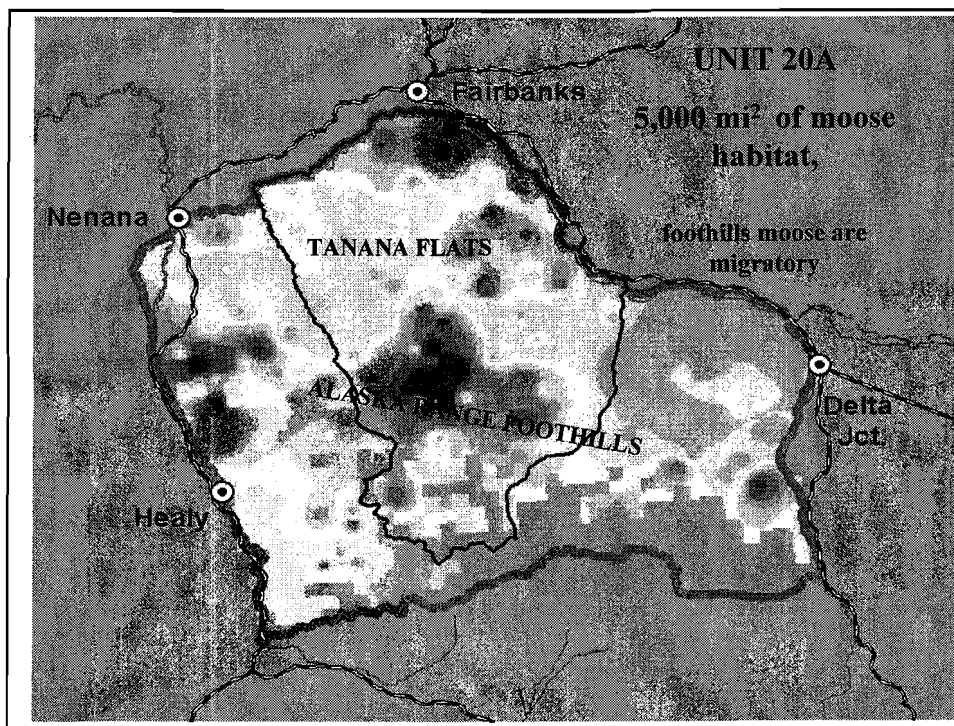 UNIT 20A
Fairbanks
5,000 mi² of moose
habitat,
Nenana
TANANA FLATS
foothills moose are
migratory
ALASKA RANGE FOOTHILLS
Delta
Jct.
Healy